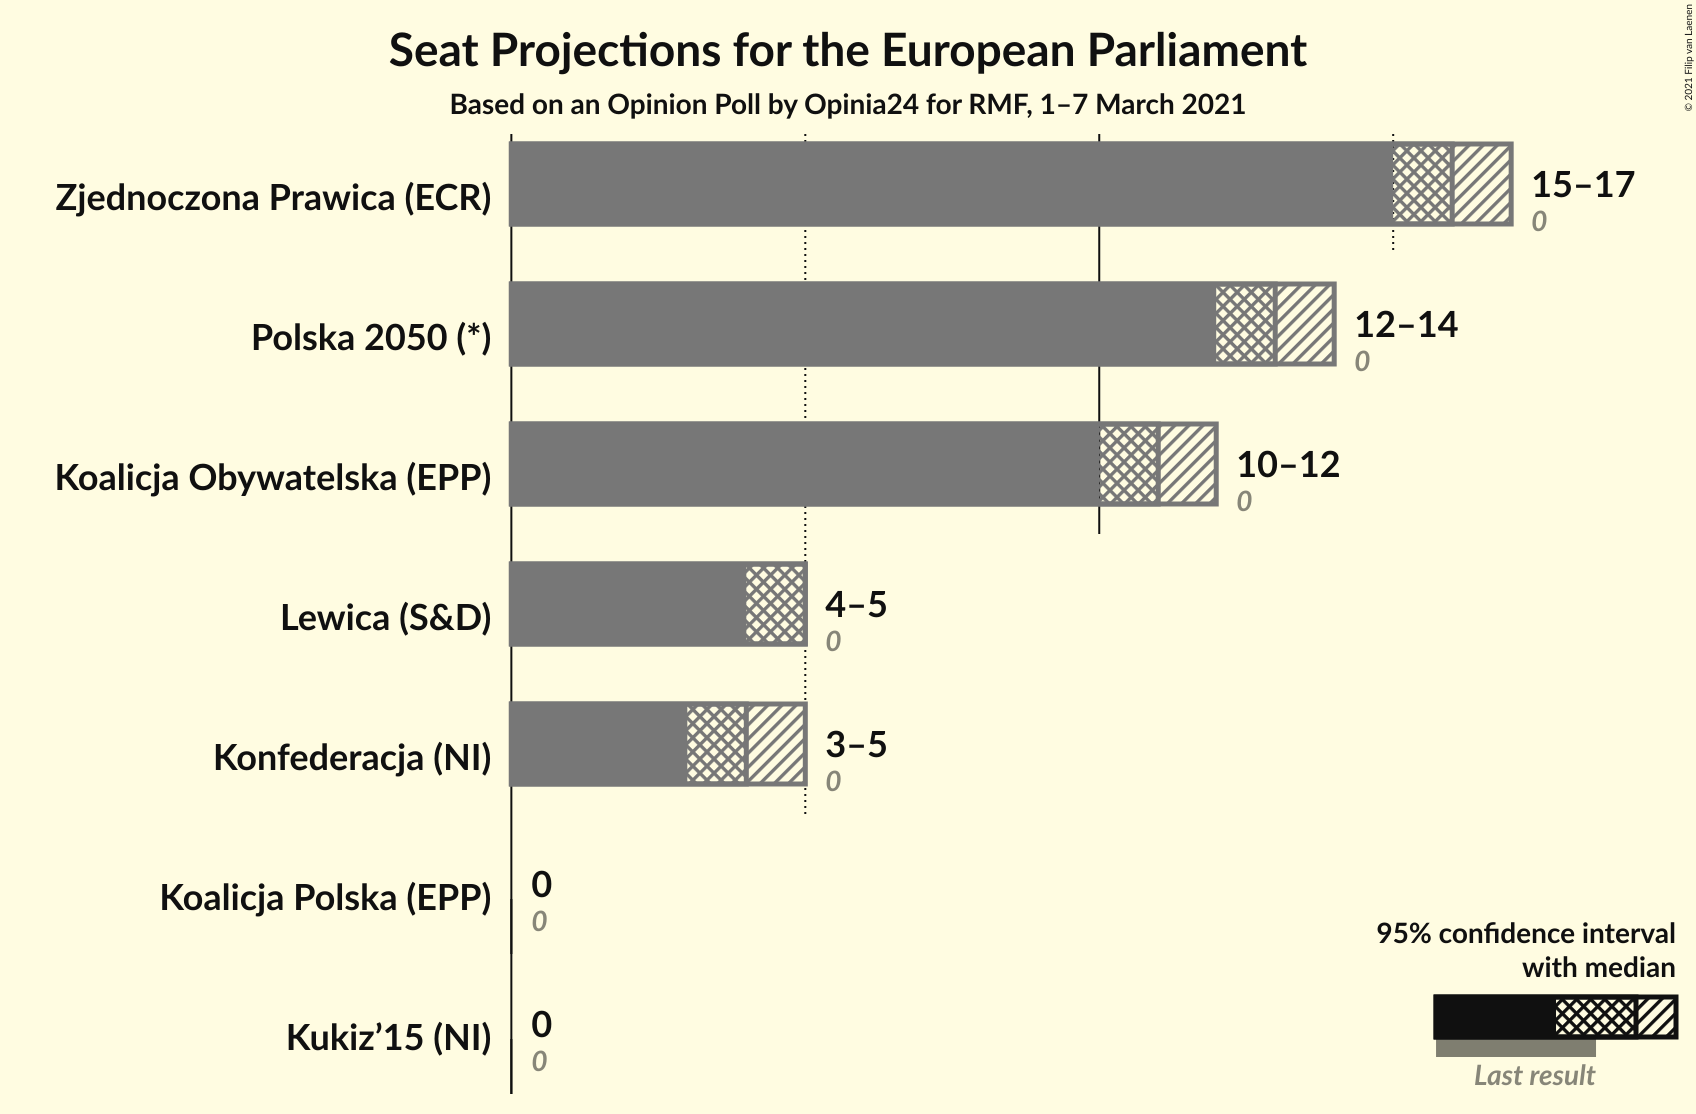 Seat Projections for the European Parliament
Based on an Opinion Poll by Opinia24 for RMF, 1–7 March 2021
© 2021 Filip van Laenen
Zjednoczona Prawica (ECR)
15–17
0
Polska 2050 (*)
12–14
0
Koalicja Obywatelska (EPP)
10–12
0
Lewica (S&D)
4–5
0
Konfederacja (NI)
3–5
0
Koalicja Polska (EPP)
0
0
Kukiz’15 (NI)
0
0
95% confidence interval
with median
Last result